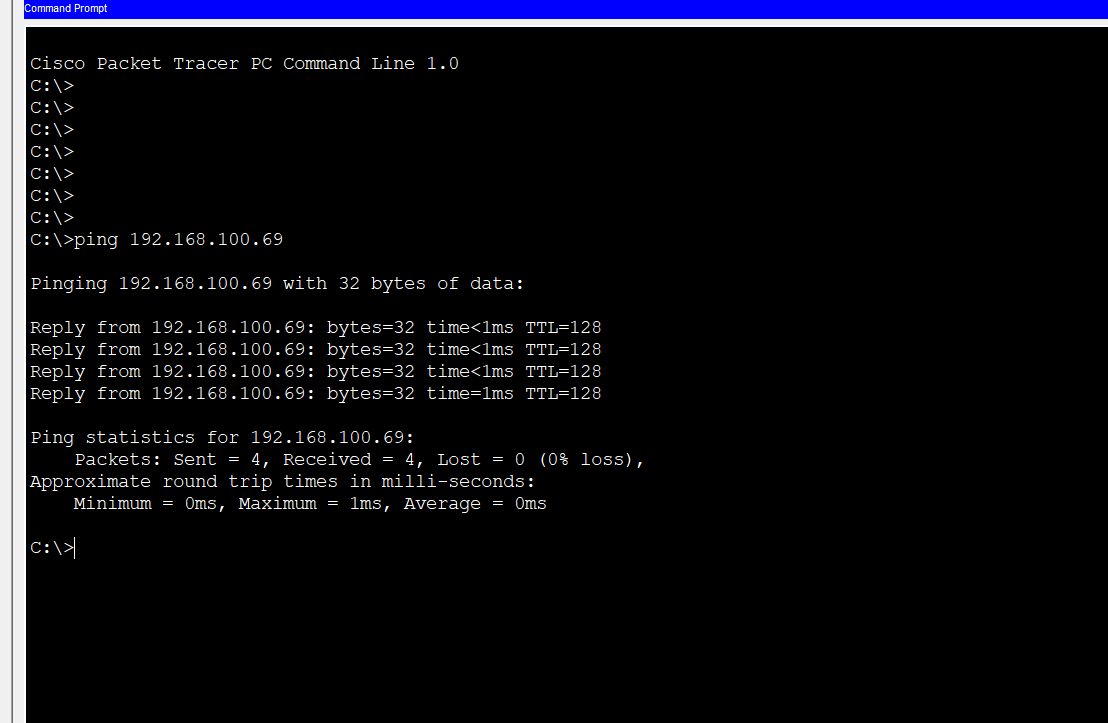 Command Prompt
Cisco Packet Tracer PC Command Line 1.0
C:\>
C:\>
C:\>
C:\>
C:\>
C:\>
C:\>
C:\>ping 192.168.100.69
Pinging 192.168.100.69 with 32 bytes of data:
Reply from 192.168.100.69: bytes=32 time<1ms TTL=128
Reply from 192.168.100.69: bytes=32 time<1ms TTL=128
Reply from 192.168.100.69: bytes=32 time<1ms TTL=128
Reply from 192.168.100.69: bytes=32 time=1ms TTL=128
Ping statistics for 192.168.100.69:
    Packets: Sent = 4, Received = 4, Lost = 0 (0% loss),
Approximate round trip times in milli-seconds:
    Minimum = 0ms, Maximum = 1ms, Average = 0ms
C:\>